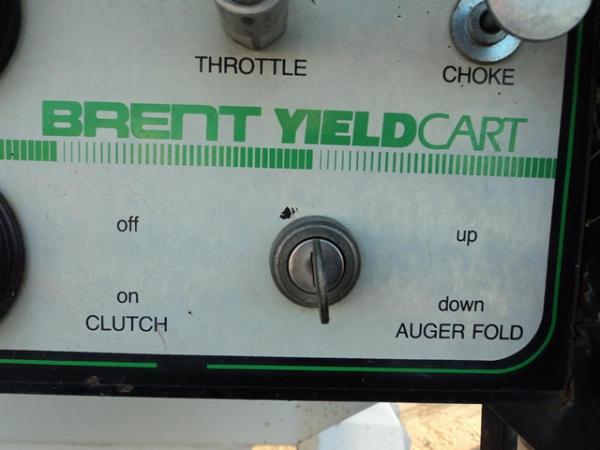 THROTTLE
CHOKE
BRENT YIELDCART
off
up
on
down
CLUTCH
AUGER FOLD